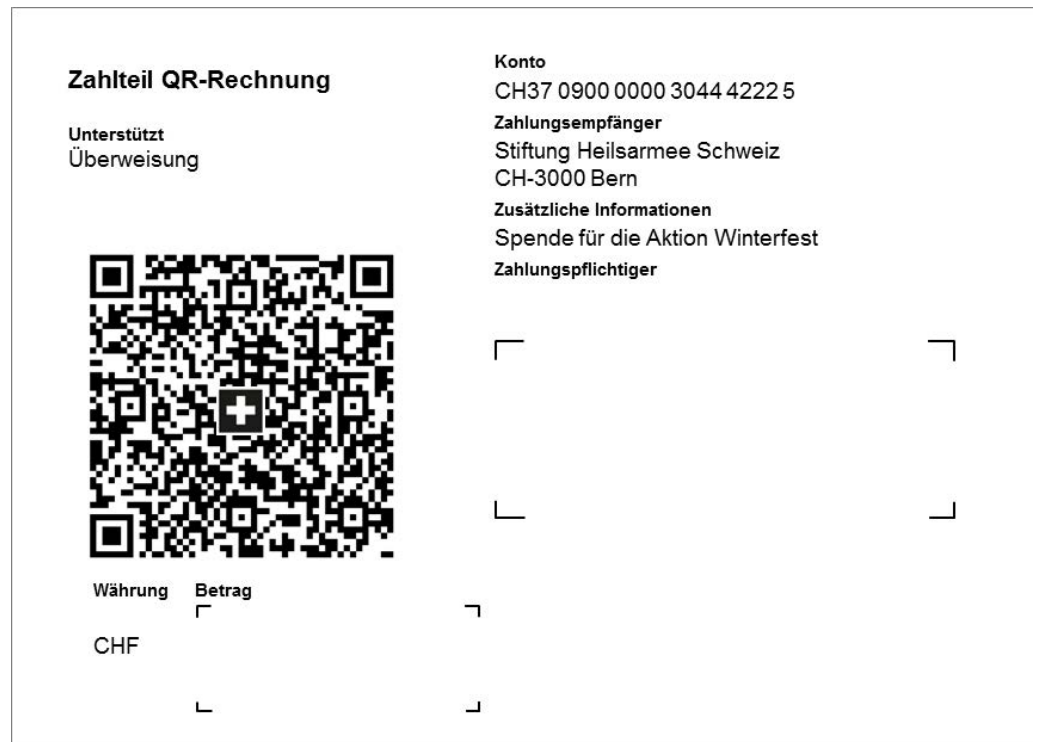 Zahlteil QR-Rechnung
Unterstützt
Überweisung
Währung Betrag
CHF
Konto
CH37 0900 0000 3044 4222 5
Zahlungsempfänger
Stiftung Heilsarmee Schweiz
CH-3000 Bern
Zusätzliche Informationen
Spende für die Aktion Winterfest
Zahlungspflichtiger